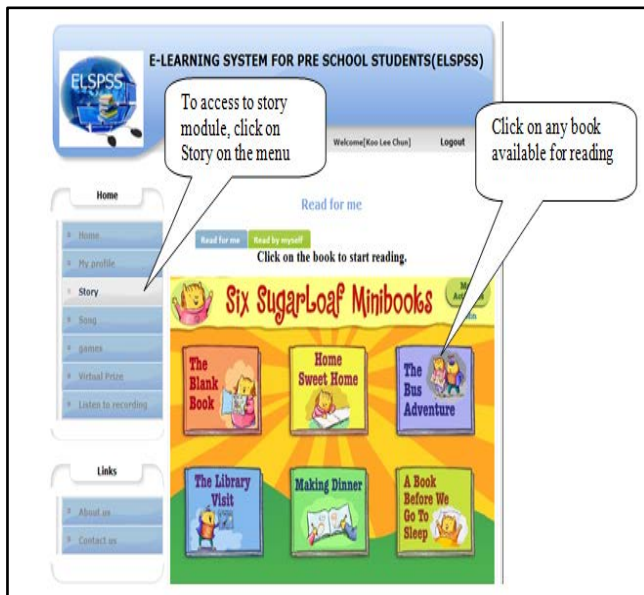 E-LEARNING SYSTEM FOR PRE SCHOOL STUDENTS(ELSPSS)
ELSPSS
To access to story
module, click on
Story on the menu
Click on any book
available for reading
Welcome[Koo Lee Chun]
Logout
Home
Home
My profile
Story
Song
games
Virtual Prize
Listen to recording
Links
About us
Contact us
Read for me
Read for me
Read by myself
Click on the book to start reading.
Six SugarLoaf Minibooks
The
Blank
Book
Home
Sweet Home
The
Bus
Adventure
The Library
Visit
Making Dinner
A Book
Before We
Go To
Sleep